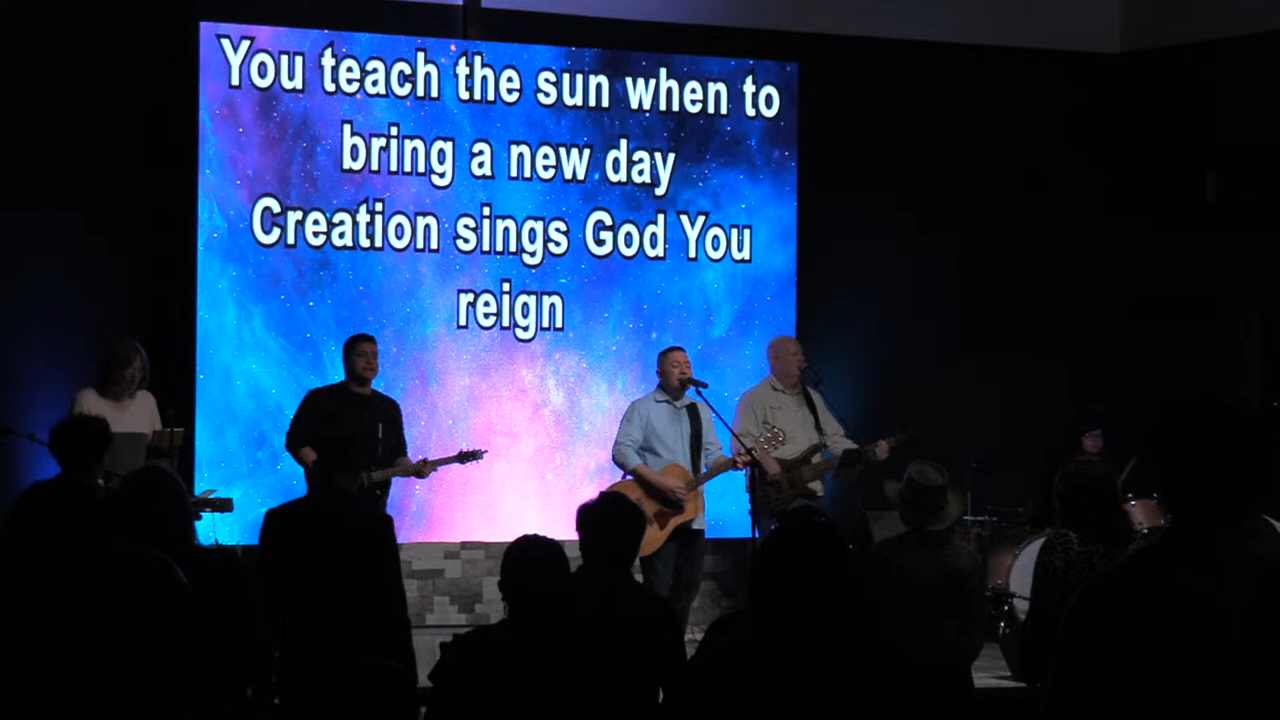 You teach the sun when to
bring a new day
Creation sings God You
reign